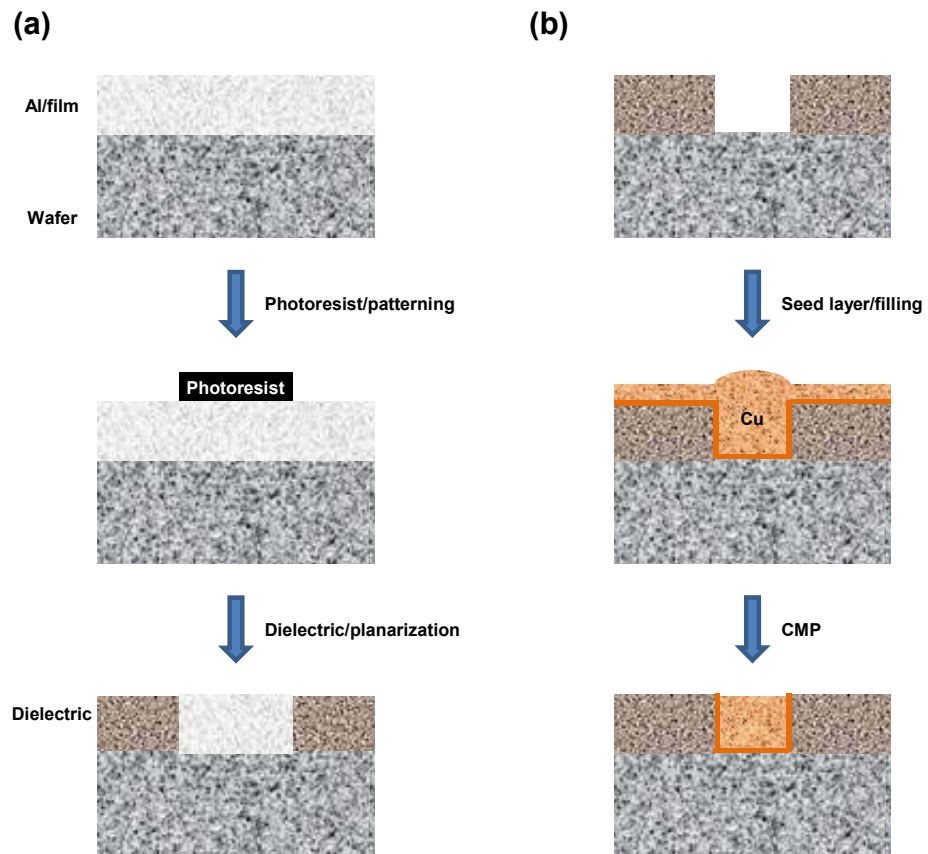 (a)
Al/film
Wafer
Photoresist/patterning
Photoresist
Dielectric/planarization
Dielectric
(b)
Seed layer/filling
Cu
CMP